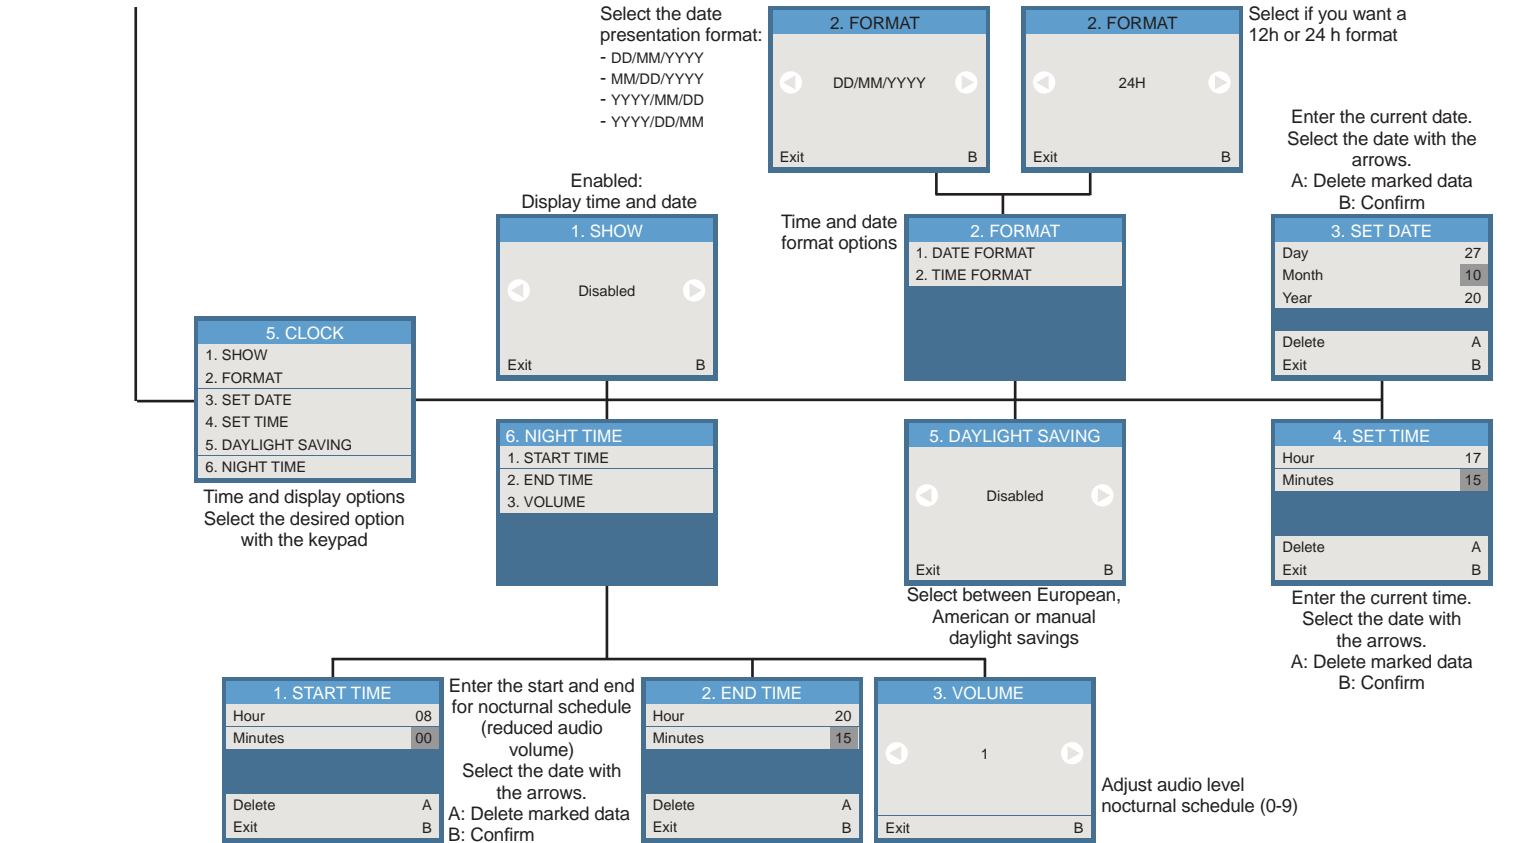 Select the date
presentation format:
- DD/MM/YYYY
- MM/DD/YYYY
- YYYY/MM/DD
- YYYY/DD/MM
2. FORMAT
DD/MM/YYYY
Exit B
2. FORMAT
24H
Exit B
Select if you want a
12h or 24 h format
Enabled:
Display time and date
1. SHOW
Disabled
Exit B
Time and date
format options
2. FORMAT
1. DATE FORMAT
2. TIME FORMAT
Enter the current date.
Select the date with the
arrows.
A: Delete marked data
B: Confirm
3. SET DATE
Day 27
Month 10
Year 20
Delete A
Exit B
5. CLOCK
1. SHOW
2. FORMAT
3. SET DATE
4. SET TIME
5. DAYLIGHT SAVING
6. NIGHT TIME
Time and display options
Select the desired option
with the keypad
6. NIGHT TIME
1. START TIME
2. END TIME
3. VOLUME
5. DAYLIGHT SAVING
Disabled
Exit B
Select between European,
American or manual
daylight savings
4. SET TIME
Hour 17
Minutes 15
Delete A
Exit B
Enter the current time.
Select the date with
the arrows.
A: Delete marked data
B: Confirm
1. START TIME
Hour 08
Minutes 00
Delete A
Exit B
Enter the start and end
for nocturnal schedule
(reduced audio
volume)
Select the date with
the arrows.
A: Delete marked data
B: Confirm
2. END TIME
Hour 20
Minutes 15
Delete A
Exit B
3. VOLUME
1
Exit B
Adjust audio level
nocturnal schedule (0-9)